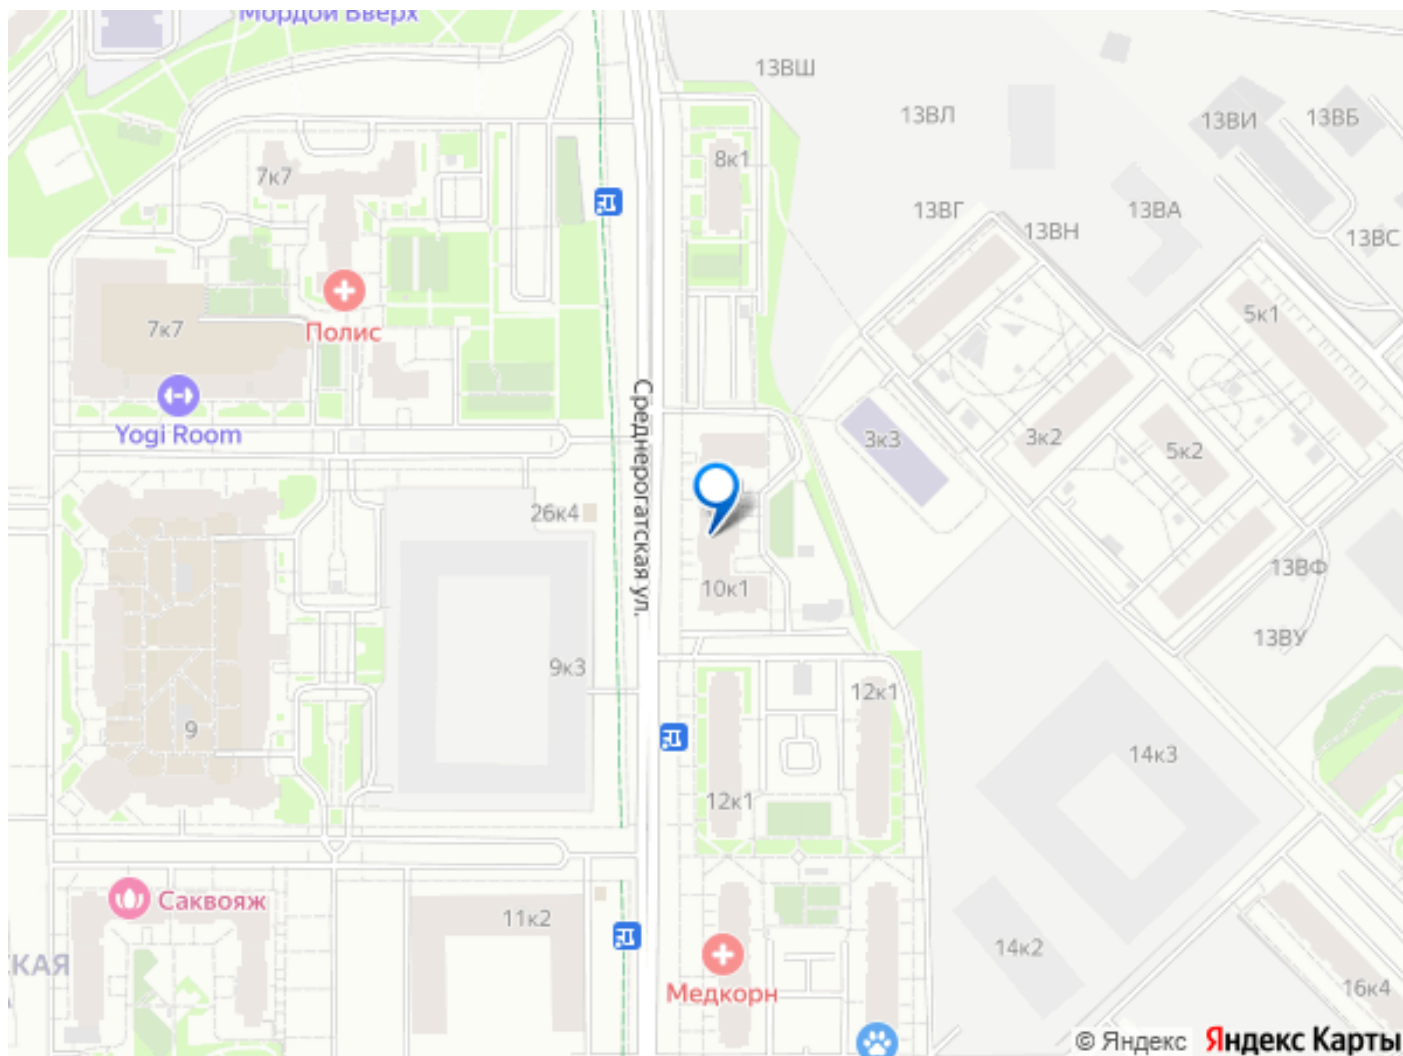 Мордой Вверх
13ВШ
13ВЛ
13ВИ
13ВБ
8к1
7к7
13ВГ
13ВН
13ВА
13ВС
7к7
Полис
5к1
Yogi Room
Среднерогатская ул.
3к3
3к2
5к2
26к4
10к1
13ВФ
13ВУ
9к3
12к1
9
14к3
12к1
Саквояж
11к2
КАЯ
14к2
Медкорн
16к4
© Яндекс Яндекс Карты